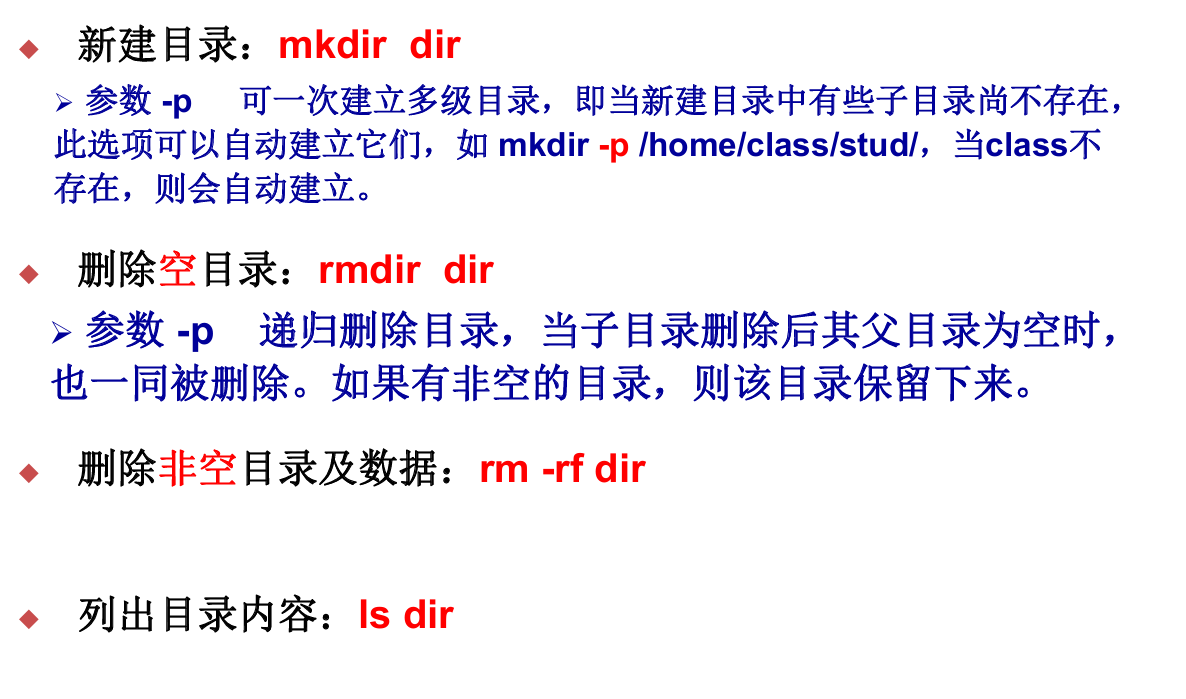 ◆ 新建目录：mkdir dir
➢ 参数 -p 可一次建立多级目录，即当新建目录中有些子目录尚不存在，
此选项可以自动建立它们，如 mkdir -p /home/class/stud/，当class不
存在，则会自动建立。
◆ 删除空目录：rmdir dir
➢ 参数 -p 递归删除目录，当子目录删除后其父目录为空时，
也一同被删除。如果有非空的目录，则该目录保留下来。
◆ 删除非空目录及数据：rm -rf dir
◆ 列出目录内容：ls dir